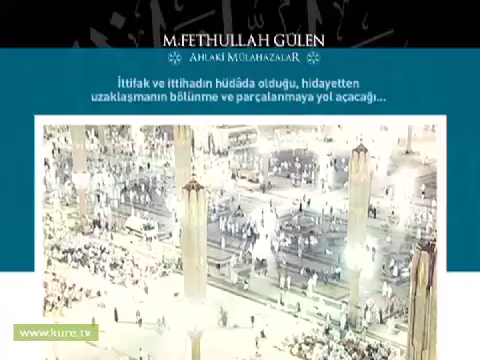 M.FETHULLAH GÜLEN
AHLAKİ MÜLAHAZALAR
İttifak ve ittihadın hüdâda olduğu, hidayetten
uzaklaşmanın bölünme ve parçalanmaya yol açacağı...
www.kure.tv